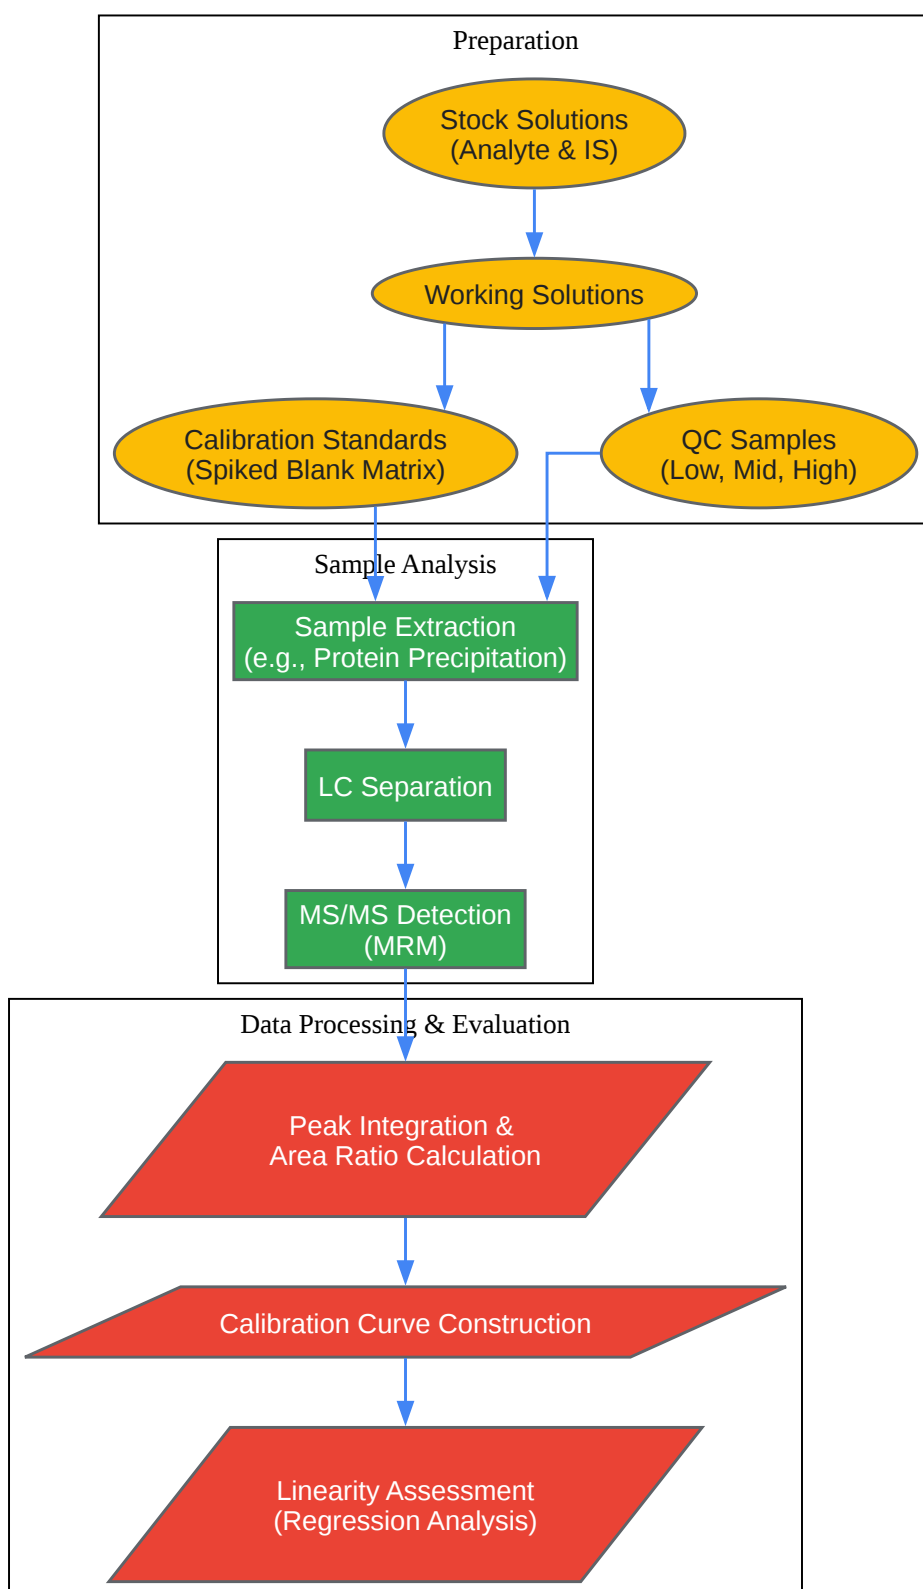 Preparation
Stock Solutions
(Analyte & IS)
Working Solutions
Calibration Standards
(Spiked Blank Matrix)
QC Samples
(Low, Mid, High)
Sample Analysis
Sample Extraction
(e.g., Protein Precipitation)
LC Separation
MS/MS Detection
(MRM)
Data Processing & Evaluation
Peak Integration &
Area Ratio Calculation
Calibration Curve Construction
Linearity Assessment
(Regression Analysis)